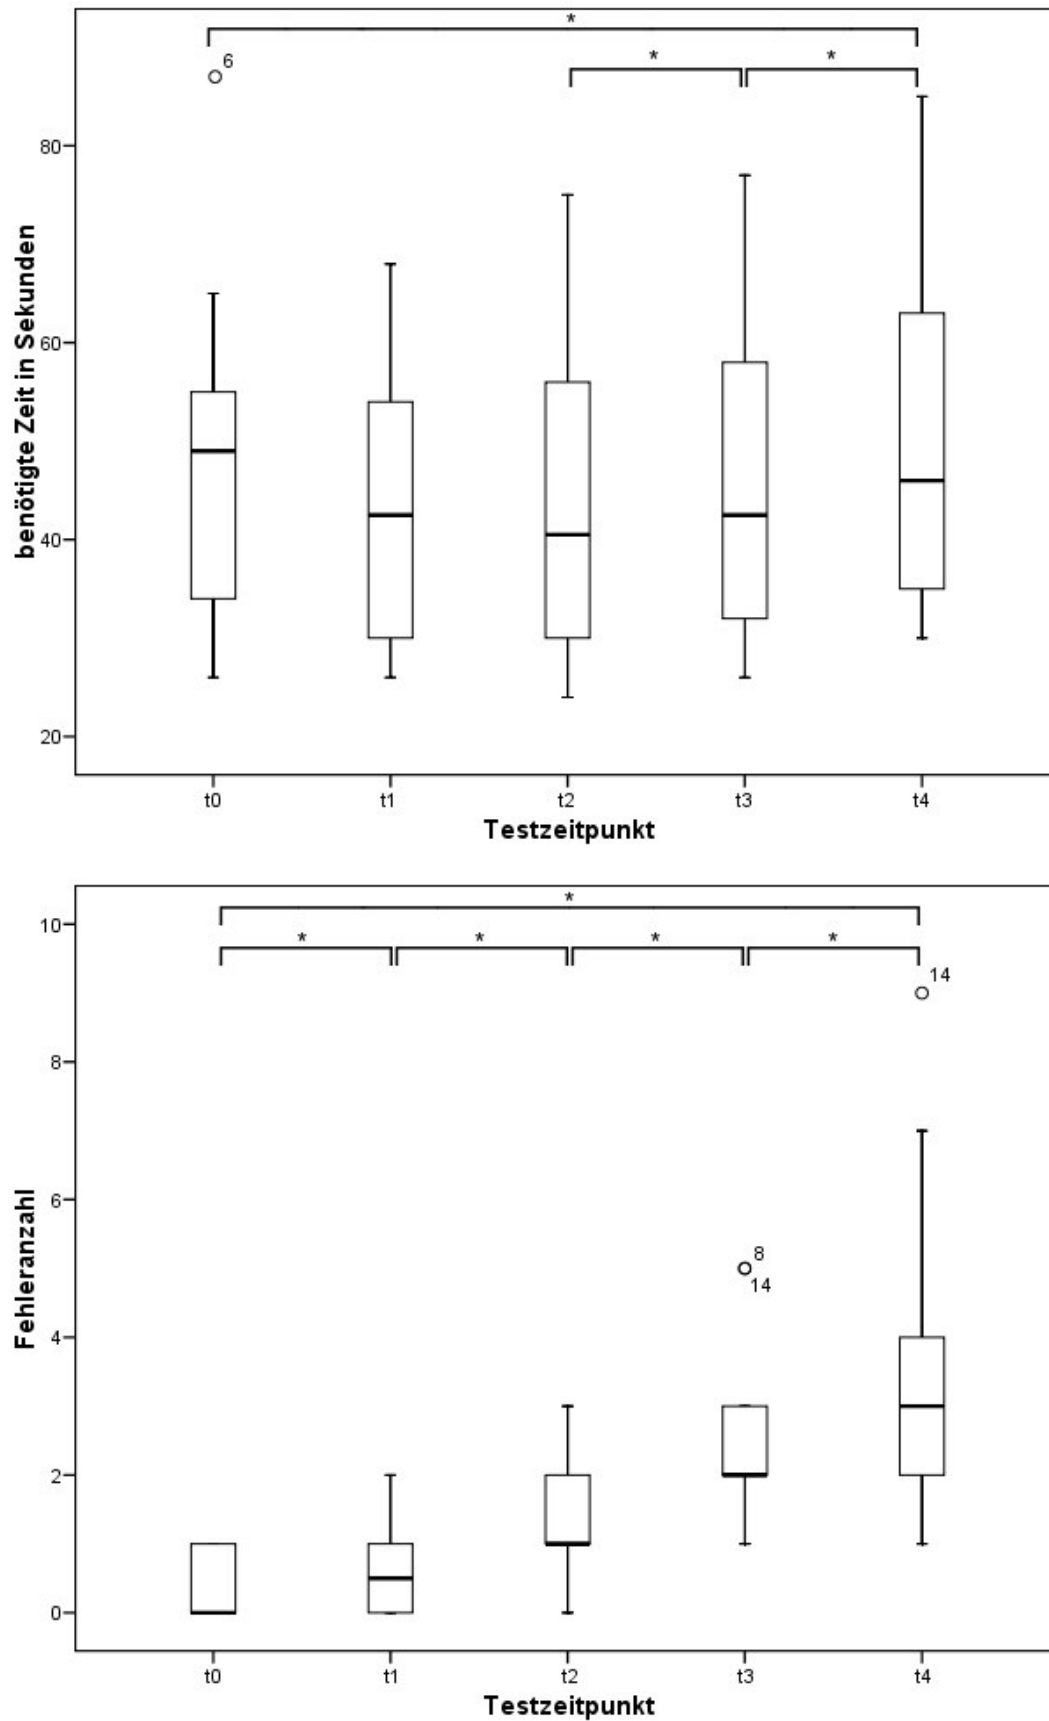 *
6
* *
80
60
40
20
benötigte Zeit in Sekunden
t0 t1 t2 t3 t4
Testzeitpunkt
*
10
* * * *
14
8
6
8
14
4
2
0
Fehleranzahl
t0 t1 t2 t3 t4
Testzeitpunkt